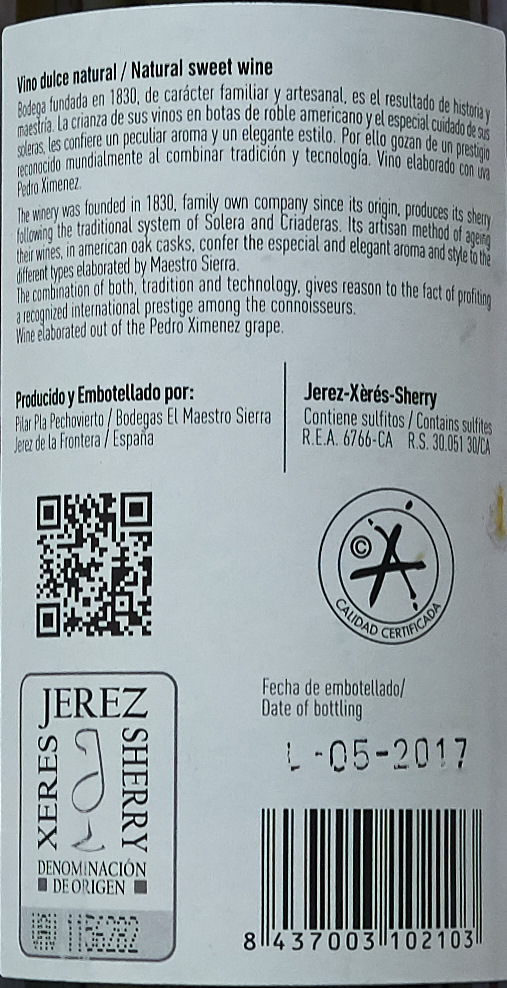 Vino dulce natural / Natural sweet wine
Bodega fundada en 1830, de carácter familiar y artesanal, es el resultado de historia y
maestría. La crianza de sus vinos en botas de roble americano y el especial cuidado de sus
soleras, les confiere un peculiar aroma y un elegante estilo. Por ello gozan de un prestigio
reconocido mundialmente al combinar tradición y tecnología. Vino elaborado con uva
Pedro Ximenez.
The winery was founded in 1830, family own company since its origin, produces its sherry
following the traditional system of Solera and Criaderas. Its artisan method of ageing
their wines, in american oak casks, confer the especial and elegant aroma and style to the
different types elaborated by Maestro Sierra.
The combination of both, tradition and technology, gives reason to the fact of profiting
a recognized international prestige among the connoisseurs.
Wine elaborated out of the Pedro Ximenez grape.
Producido y Embotellado por:
Pilar Pla Pechovierto / Bodegas El Maestro Sierra
Jerez de la Frontera / España
Jerez-Xèrés-Sherry
Contiene sulfitos / Contains sulfites
R.E.A. 6766-CA R.S. 30.051 30/CA
©
CALIDAD CERTIFICADA
JEREZ
XERES
SHERRY
DENOMINACIÓN
DE ORIGEN
Fecha de embotellado/
Date of bottling
L-05-2017
8 437003 102103